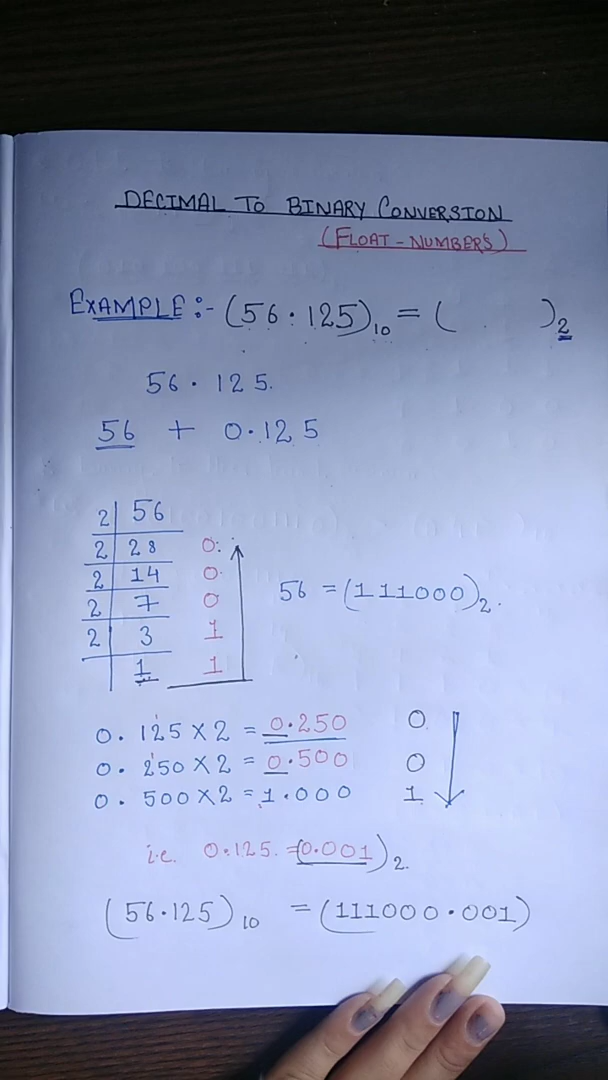 DECIMAL TO BINARY CONVERSION
(FLOAT - NUMBERS)
EXAMPLE :- (56.125)₁₀ = ( )₂
56.125.
56 + 0.125
2 56
2 28 0
2 14 0
2 7 0
2 3 1
1 1
56 = (111000)₂.
0.125 X 2 = 0.250 0
0.250 X 2 = 0.500 0
0.500 X 2 = 1.000 1
i.e. 0.125. = (0.001)₂.
(56.125)₁₀ = (111000.001)